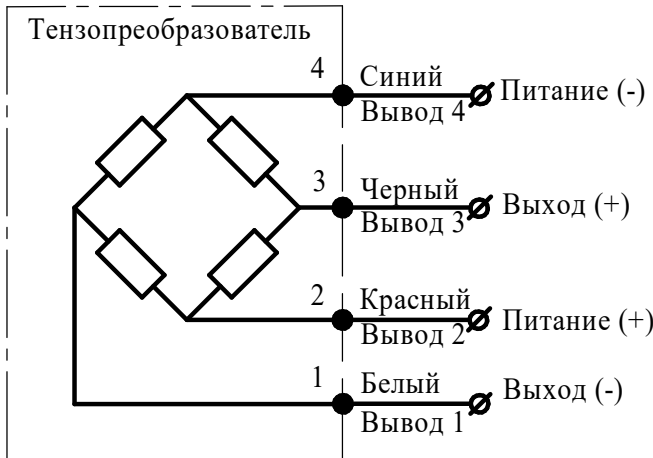 Тензопреобразователь
4 Синий
Вывод 4
Питание (-)
3 Черный
Вывод 3
Выход (+)
2 Красный
Вывод 2
Питание (+)
1 Белый
Вывод 1
Выход (-)